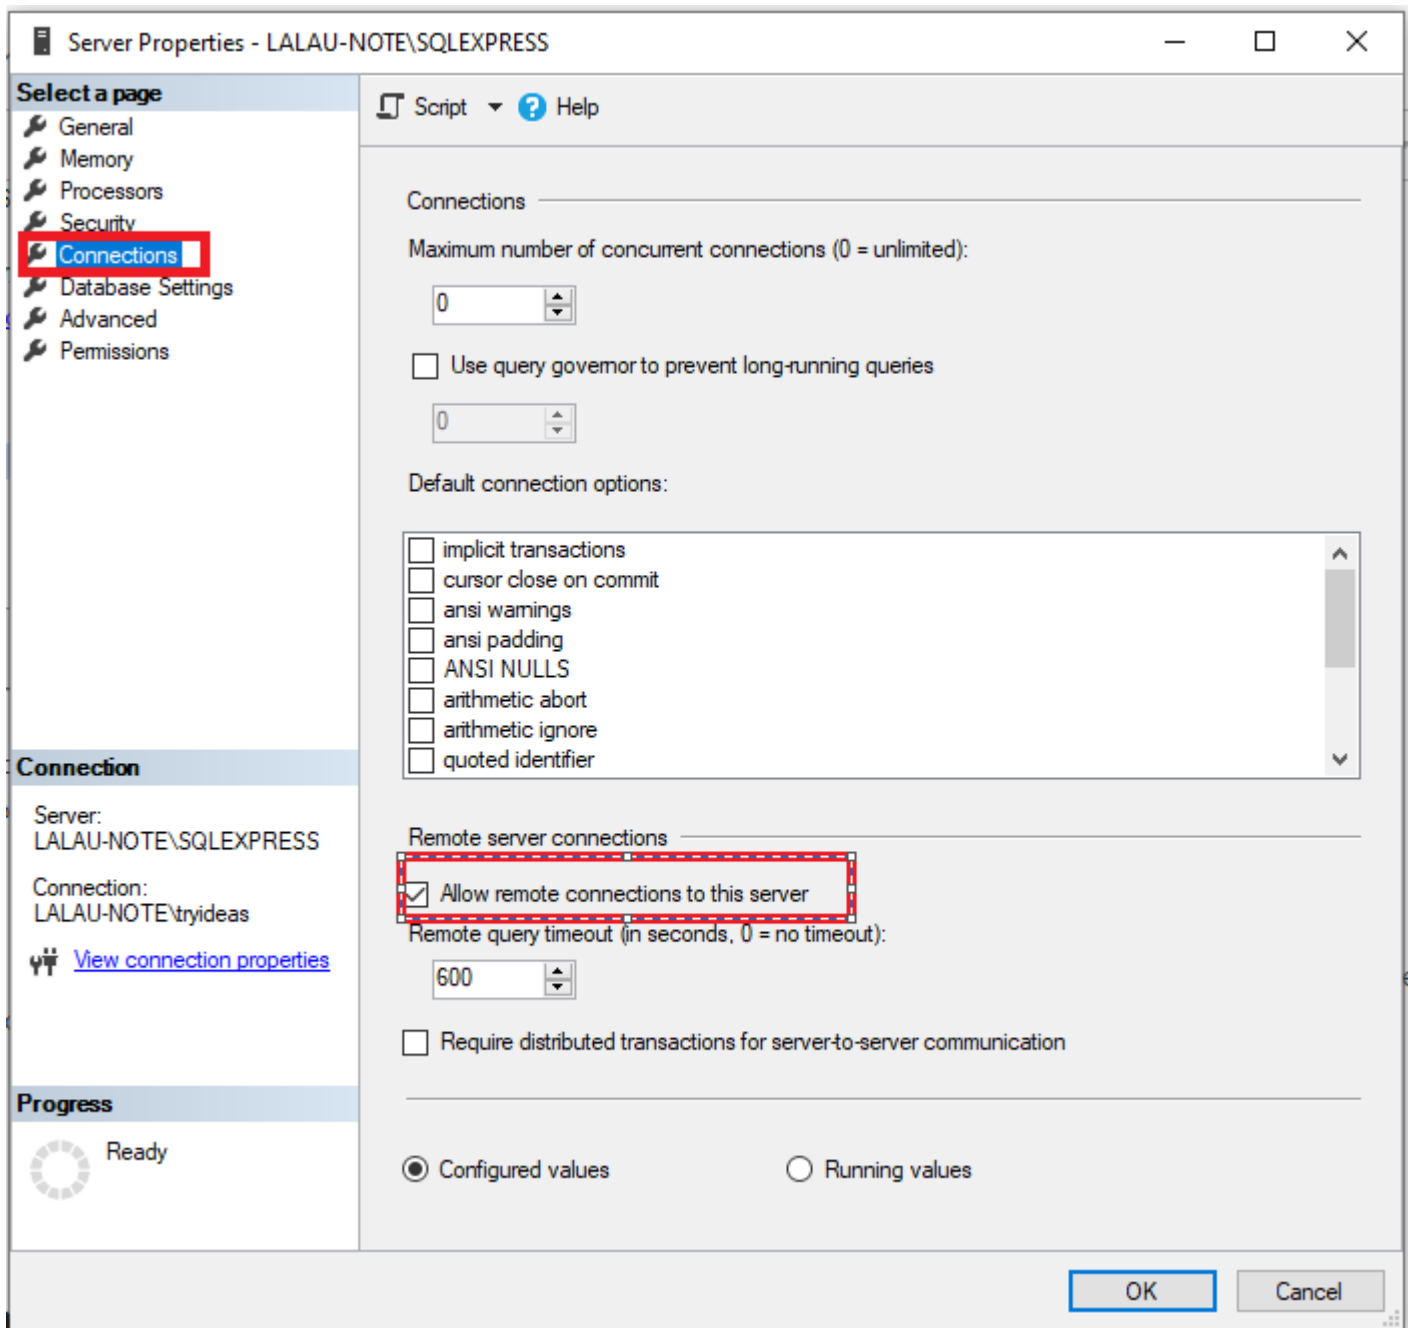 Server Properties - LALAU-NOTE\SQLEXPRESS
Select a page
General
Memory
Processors
Security
Connections
Database Settings
Advanced
Permissions
Script
Help
Connections
Maximum number of concurrent connections (0 = unlimited):
0
Use query governor to prevent long-running queries
0
Default connection options:
implicit transactions
cursor close on commit
ansi warnings
ansi padding
ANSI NULLS
arithmetic abort
arithmetic ignore
quoted identifier
Remote server connections
Allow remote connections to this server
Remote query timeout (in seconds, 0 = no timeout):
600
Require distributed transactions for server-to-server communication
Configured values
Running values
Connection
Server:
LALAU-NOTE\SQLEXPRESS
Connection:
LALAU-NOTE\tryideas
View connection properties
Progress
Ready
OK
Cancel